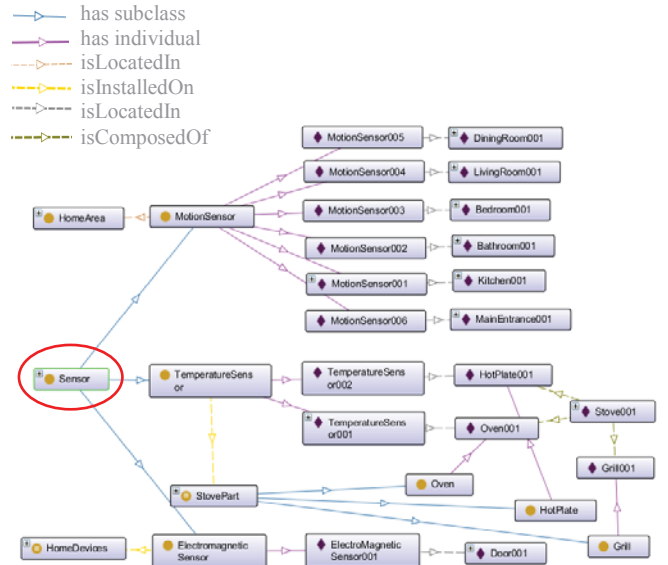 has subclass
has individual
isLocatedIn
isInstalledOn
isLocatedIn
isComposedOf
MotionSensor005
DiningRoom001
MotionSensor004
LivingRoom001
HomeArea
MotionSensor
MotionSensor003
Bedroom001
MotionSensor002
Bathroom001
MotionSensor001
Kitchen001
MotionSensor006
MainEntrance001
Sensor
TemperatureSens
or
TemperatureSens
or002
HotPlate001
TemperatureSens
or001
Oven001
Stove001
Grill001
StovePart
Oven
HotPlate
HomeDevices
Electromagnetic
Sensor
ElectroMagnetic
Sensor001
Door001
Grill